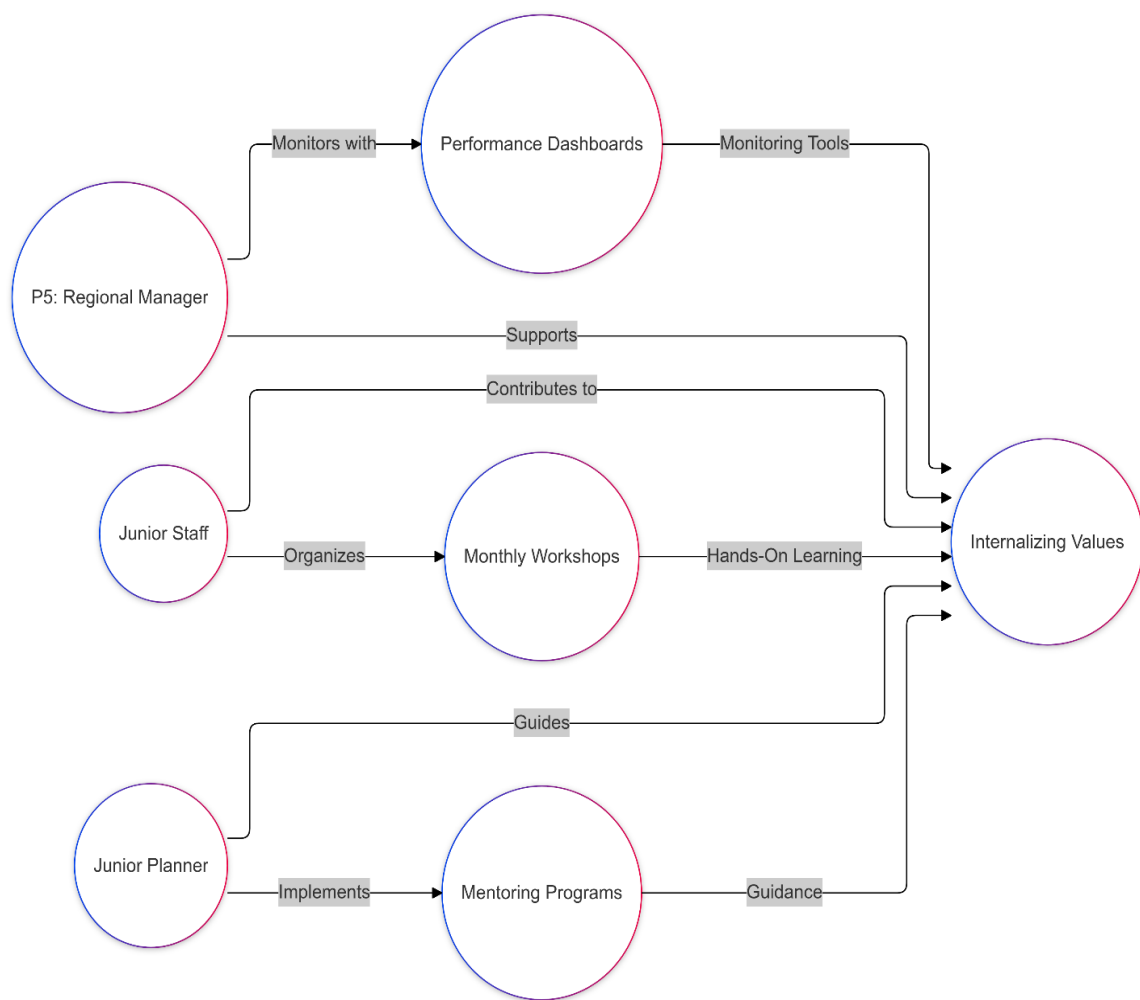 Performance Dashboards
Monitors with
Monitoring Tools
P5: Regional Manager
Supports
Contributes to
Junior Staff
Organizes
Monthly Workshops
Hands-On Learning
Internalizing Values
Guides
Junior Planner
Implements
Mentoring Programs
Guidance